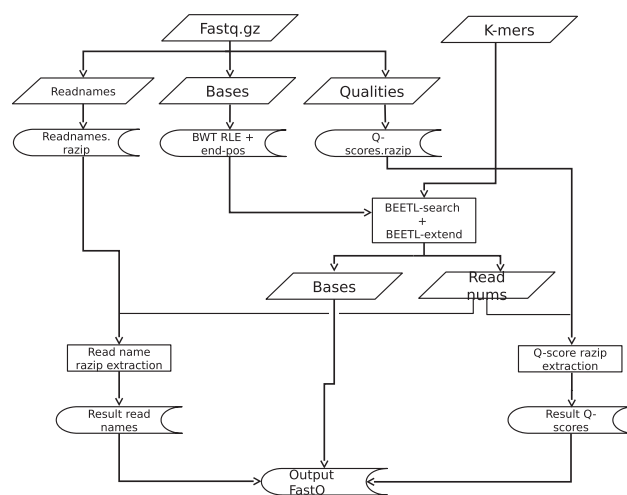 Fastq.gz
K-mers
Readnames
Bases
Qualities
Readnames.
razip
BWT RLE +
end-pos
Q-
scores.razip
BEETL-search
+
BEETL-extend
Bases
Read
nums
Read name
razip extraction
Q-score razip
extraction
Result read
names
Result Q-
scores
Output
FastQ